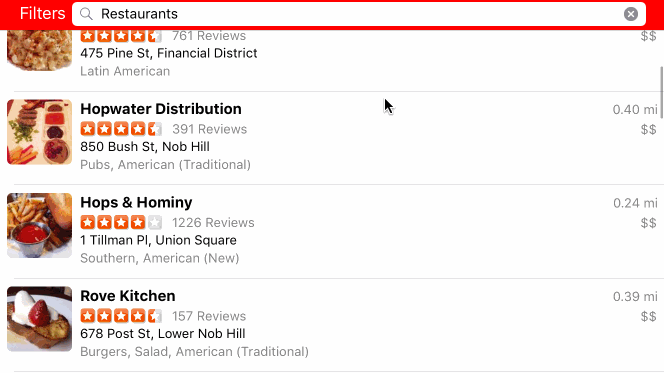 Filters
Restaurants
761 Reviews
$$
475 Pine St, Financial District
Latin American
Hopwater Distribution
0.40 mi
391 Reviews
$$
850 Bush St, Nob Hill
Pubs, American (Traditional)
Hops & Hominy
0.24 mi
1226 Reviews
$$
1 Tillman Pl, Union Square
Southern, American (New)
Rove Kitchen
0.39 mi
157 Reviews
$$
678 Post St, Lower Nob Hill
Burgers, Salad, American (Traditional)